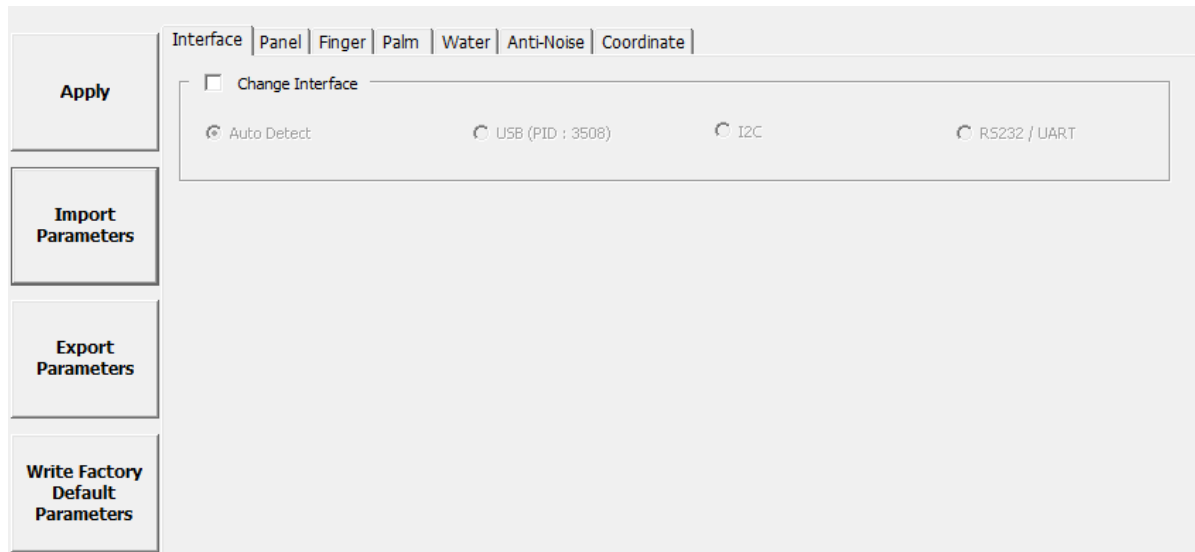 Interface Panel Finger Palm Water Anti-Noise Coordinate
Apply
Change Interface
Auto Detect USB (PID : 3508) I2C RS232 / UART
Import
Parameters
Export
Parameters
Write Factory
Default
Parameters